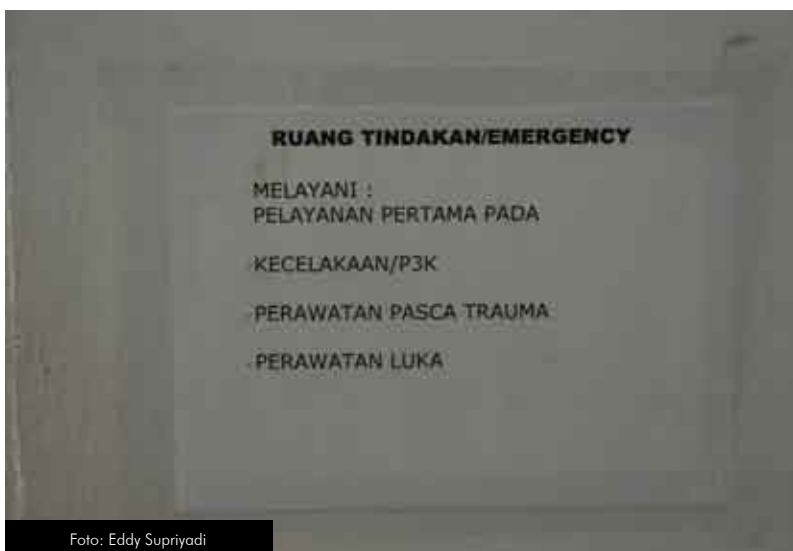 RUANG TINDAKAN/EMERGENCY
MELAYANI :
PELAYANAN PERTAMA PADA
KECELAKAAN/P3K
PERAWATAN PASCA TRAUMA
PERAWATAN LUKA
Foto: Eddy Supriyadi